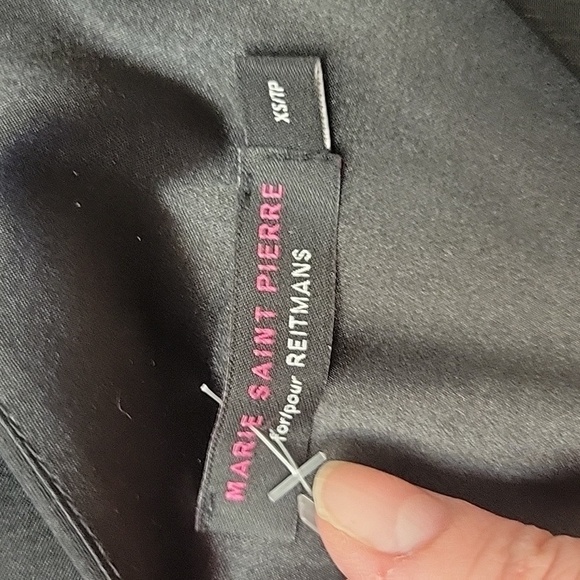 MARIE SAINT PIERRE
for/pour REITMANS
XS/TP